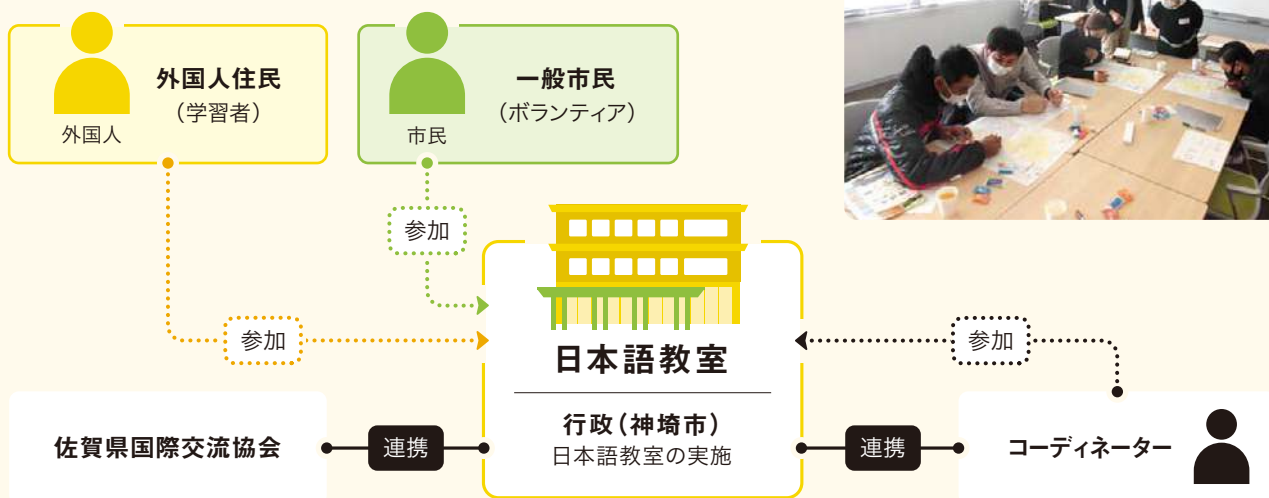 外国人住民
（学習者）
外国人
一般市民
（ボランティア）
市民
参加
参加
参加
日本語教室
行政（神埼市）
日本語教室の実施
佐賀県国際交流協会
連携
連携
コーディネーター